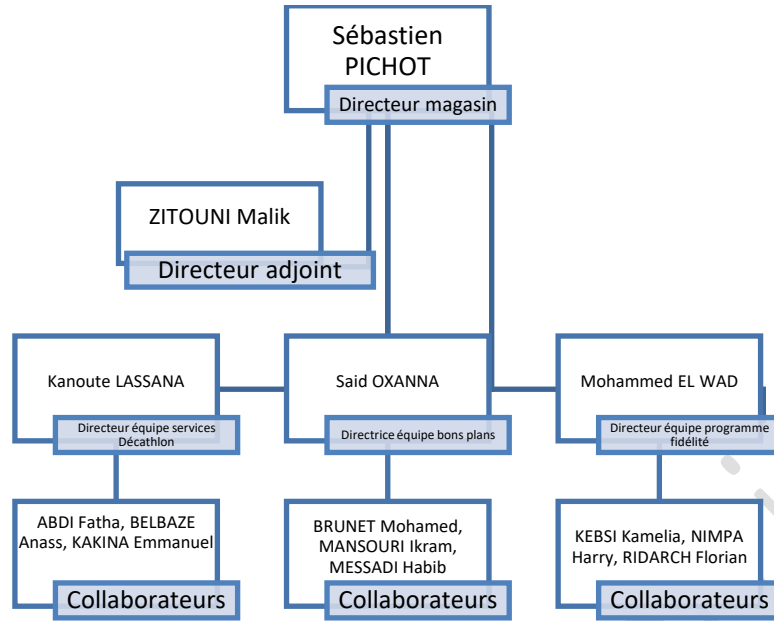 Sébastien
PICHOT
Directeur magasin
ZITOUNI Malik
Directeur adjoint
Kanoute LASSANA
Directeur équipe services
Décathlon
Said OXANNA
Directrice équipe bons plans
Mohammed EL WAD
Directeur équipe programme
fidélité
ABDI Fatha, BELBAZE
Anass, KAKINA Emmanuel
Collaborateurs
BRUNET Mohamed,
MANSOURI Ikram,
MESSADI Habib
Collaborateurs
KEBSI Kamelia, NIMPA
Harry, RIDARCH Florian
Collaborateurs